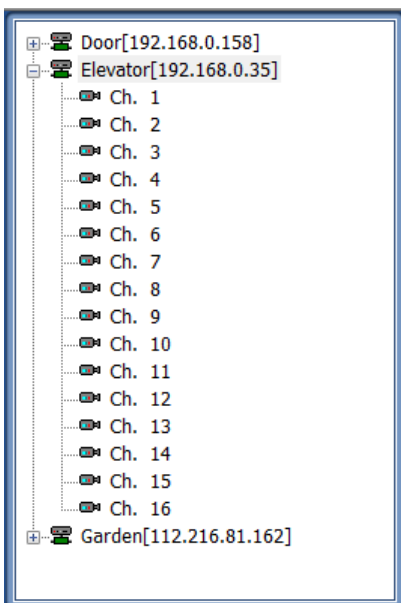 Door[192.168.0.158]
Elevator[192.168.0.35]
Ch. 1
Ch. 2
Ch. 3
Ch. 4
Ch. 5
Ch. 6
Ch. 7
Ch. 8
Ch. 9
Ch. 10
Ch. 11
Ch. 12
Ch. 13
Ch. 14
Ch. 15
Ch. 16
Garden[112.216.81.162]